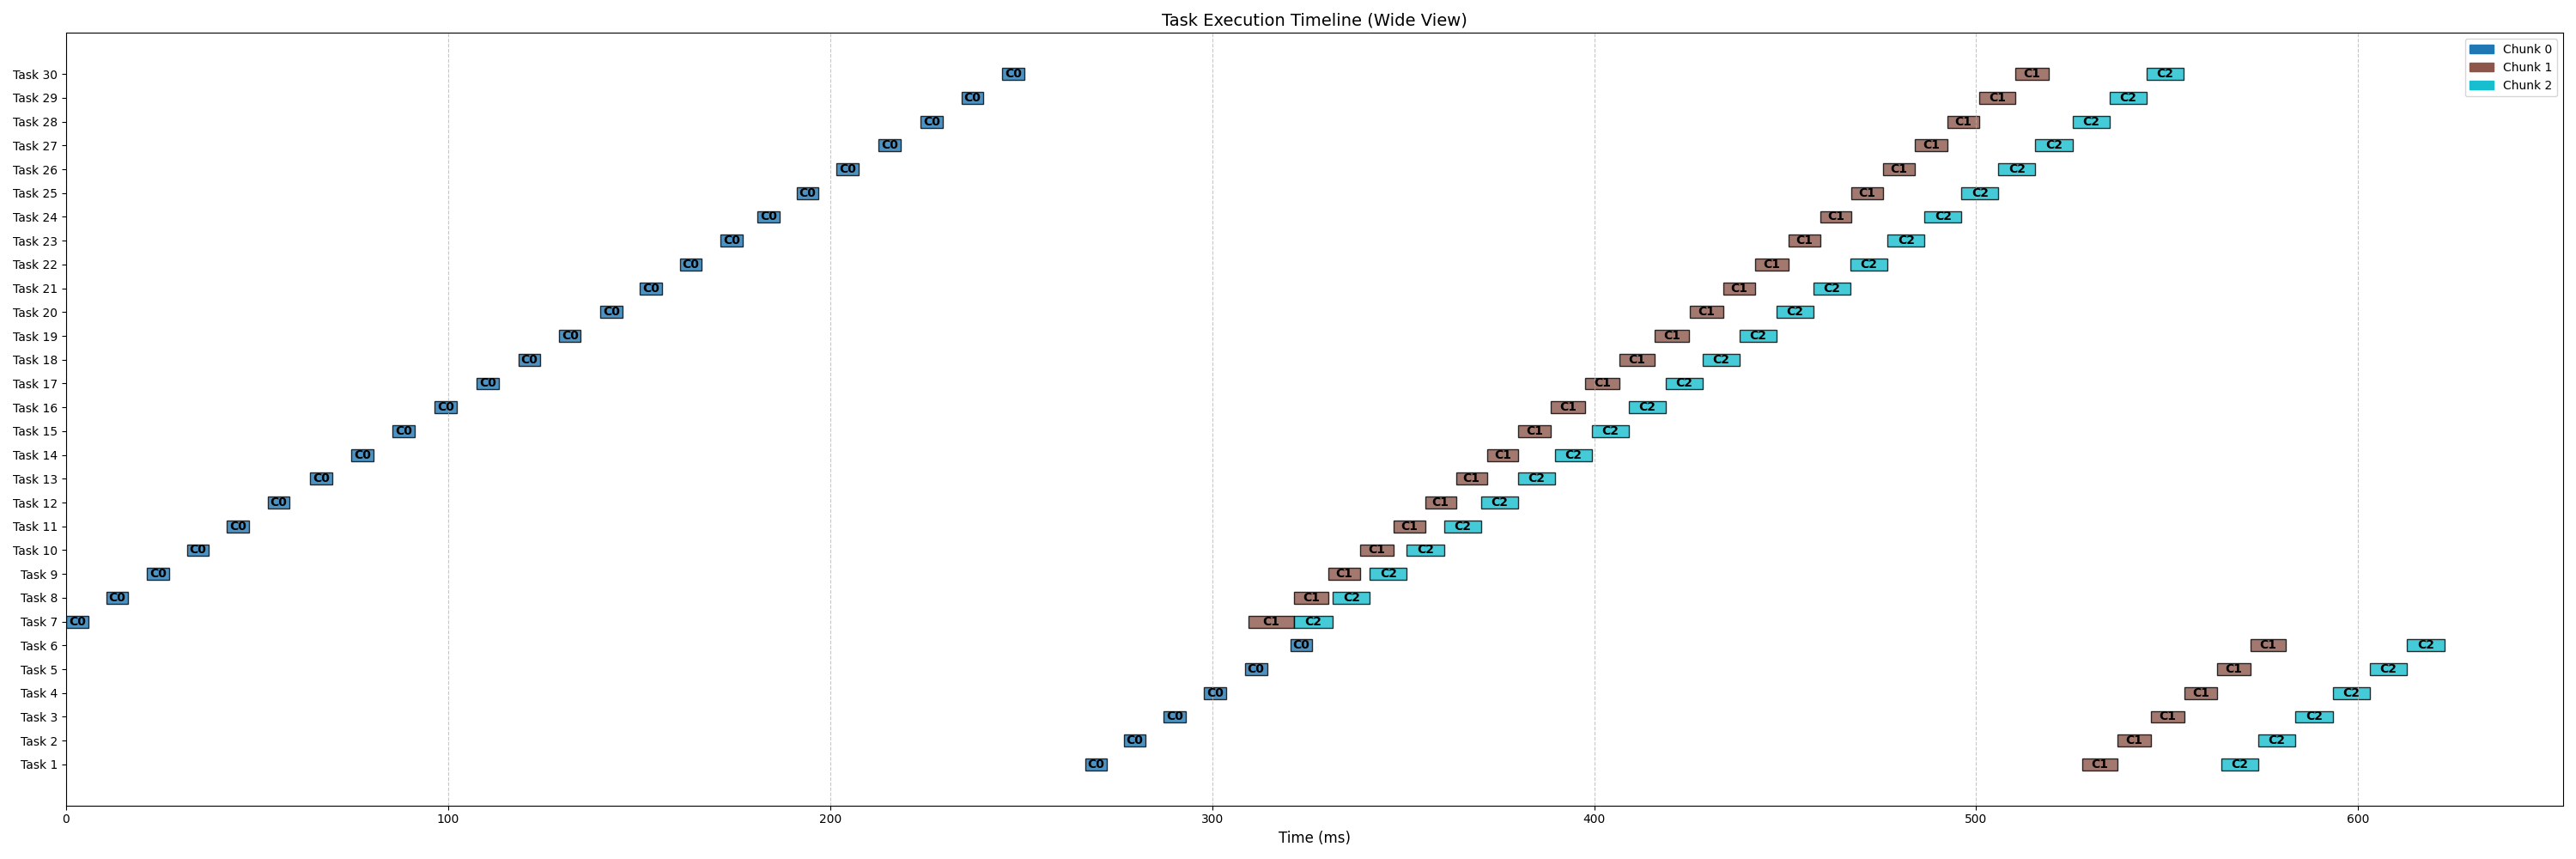 Task Execution Timeline (Wide View)
Chunk 0
Chunk 1
Chunk 2
Task 30 C0 C1 C2
Task 29 C0 C1 C2
Task 28 C0 C1 C2
Task 27 C0 C1 C2
Task 26 C0 C1 C2
Task 25 C0 C1 C2
Task 24 C0 C1 C2
Task 23 C0 C1 C2
Task 22 C0 C1 C2
Task 21 C0 C1 C2
Task 20 C0 C1 C2
Task 19 C0 C1 C2
Task 18 C0 C1 C2
Task 17 C0 C1 C2
Task 16 C0 C1 C2
Task 15 C0 C1 C2
Task 14 C0 C1 C2
Task 13 C0 C1 C2
Task 12 C0 C1 C2
Task 11 C0 C1 C2
Task 10 C0 C1 C2
Task 9 C0 C1 C2
Task 8 C0 C1 C2
Task 7 C0 C1 C2
Task 6 C0 C1 C2
Task 5 C0 C1 C2
Task 4 C0 C1 C2
Task 3 C0 C1 C2
Task 2 C0 C1 C2
Task 1 C0 C1 C2
0 100 200 300 400 500 600
Time (ms)